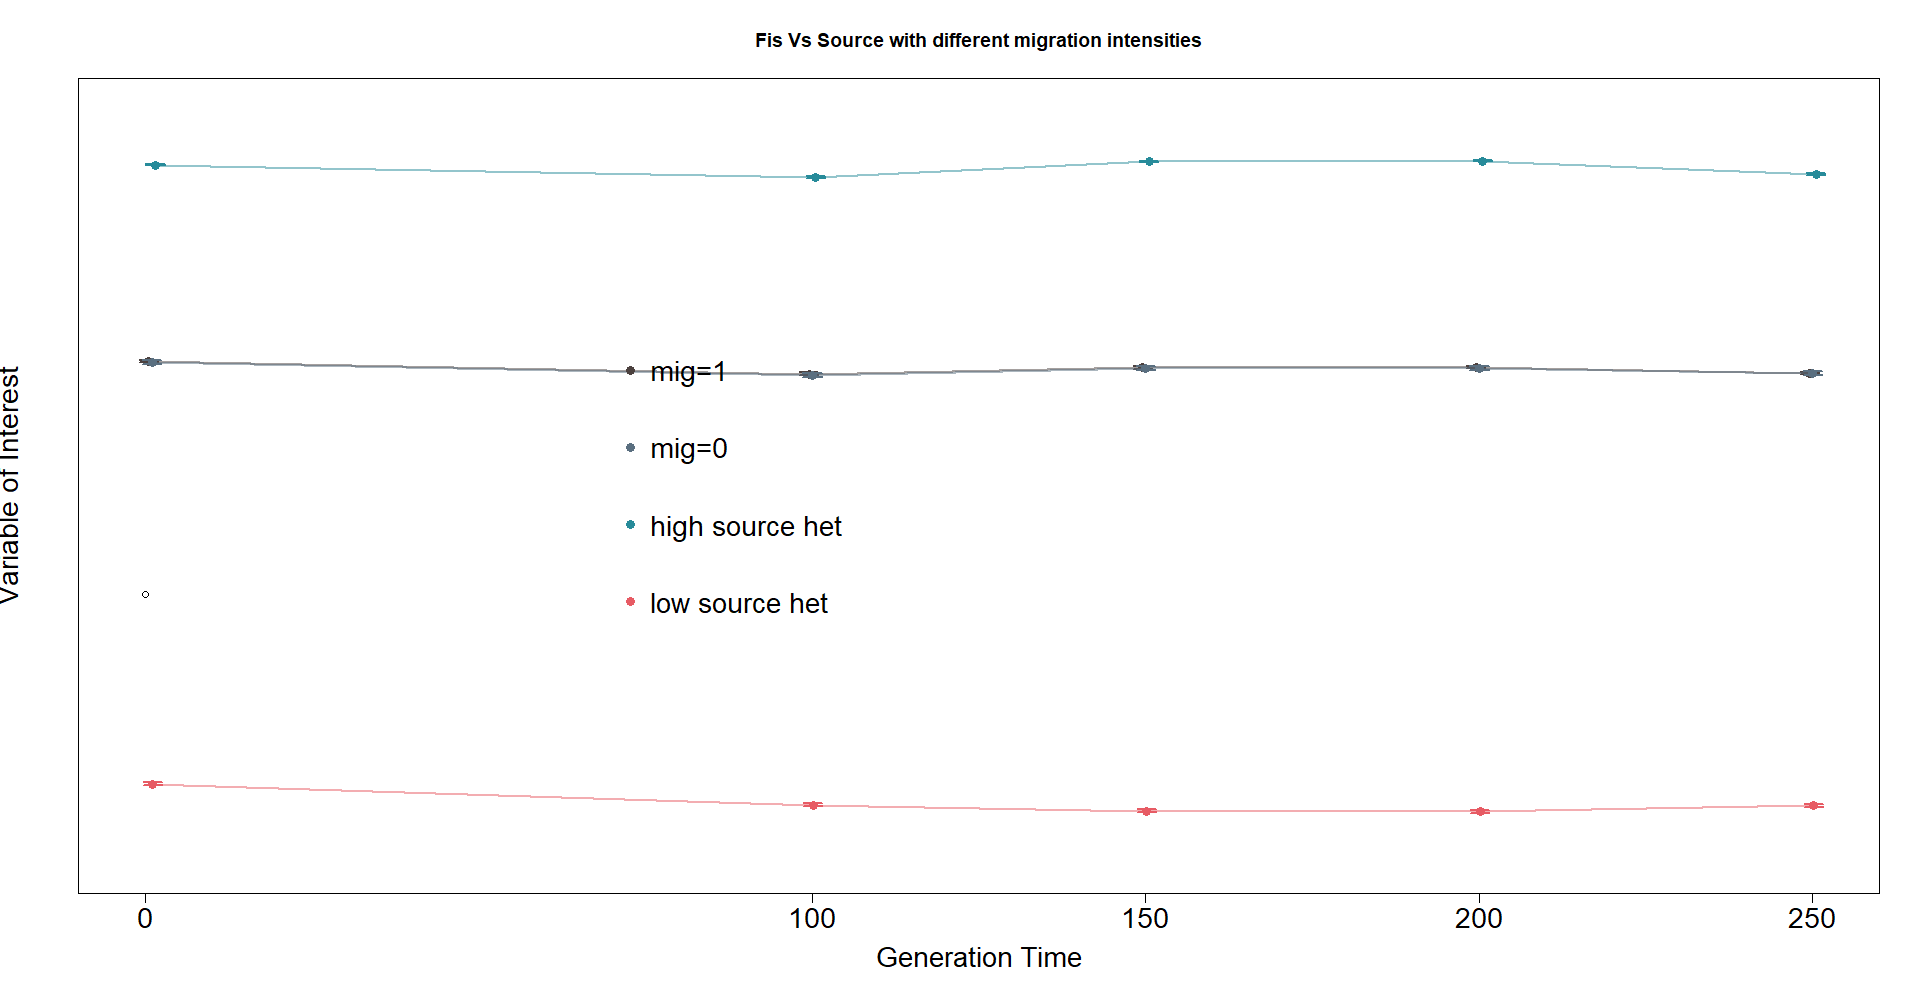 Fis Vs Source with different migration intensities
Variable of Interest
mig=1
mig=0
high source het
low source het
0 100 150 200 250
Generation Time